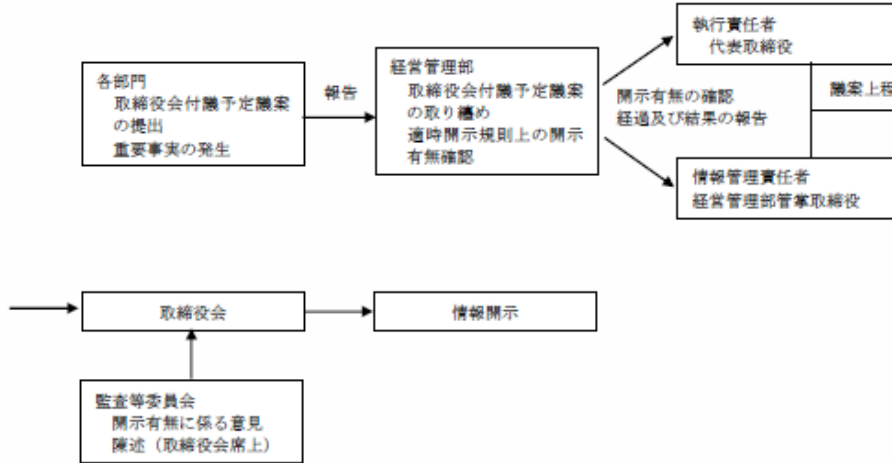 各部門
取締役会付議予定議案
の提出
重要事実の発生
報告
経営管理部
取締役会付議予定議案
の取り纏め
適時開示規則上の開示
有無確認
開示有無の確認
経過及び結果の報告
執行責任者
代表取締役
議案上程
情報管理責任者
経営管理部管掌取締役
取締役会
情報開示
監査等委員会
開示有無に係る意見
陳述(取締役会席上)